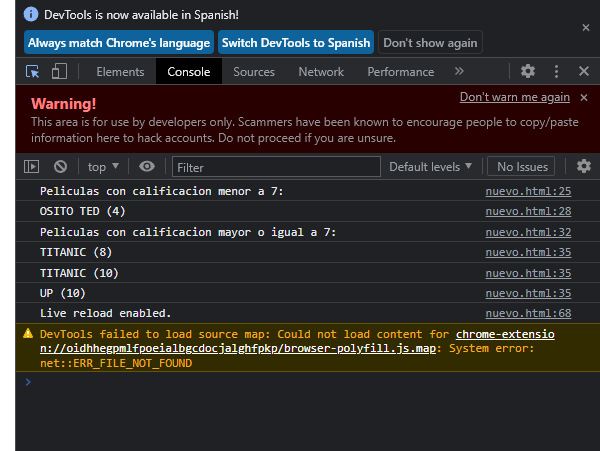 DevTools is now available in Spanish!
Always match Chrome's language Switch DevTools to Spanish Don't show again
Elements Console Sources Network Performance »
Warning! Don't warn me again
This area is for use by developers only. Scammers have been known to encourage people to copy/paste
information here to hack accounts. Do not proceed if you are unsure.
top ▼ Filter Default levels ▼ No Issues
Peliculas con calificacion menor a 7: nuevo.html:25
OSITO TED (4) nuevo.html:28
Peliculas con calificacion mayor o igual a 7: nuevo.html:32
TITANIC (8) nuevo.html:35
TITANIC (10) nuevo.html:35
UP (10) nuevo.html:35
Live reload enabled. nuevo.html:68
DevTools failed to load source map: Could not load content for chrome-extensio
n://oidhhegpmlfpoeialbgcdocjalghfpkp/browser-polyfill.js.map: System error:
net::ERR_FILE_NOT_FOUND